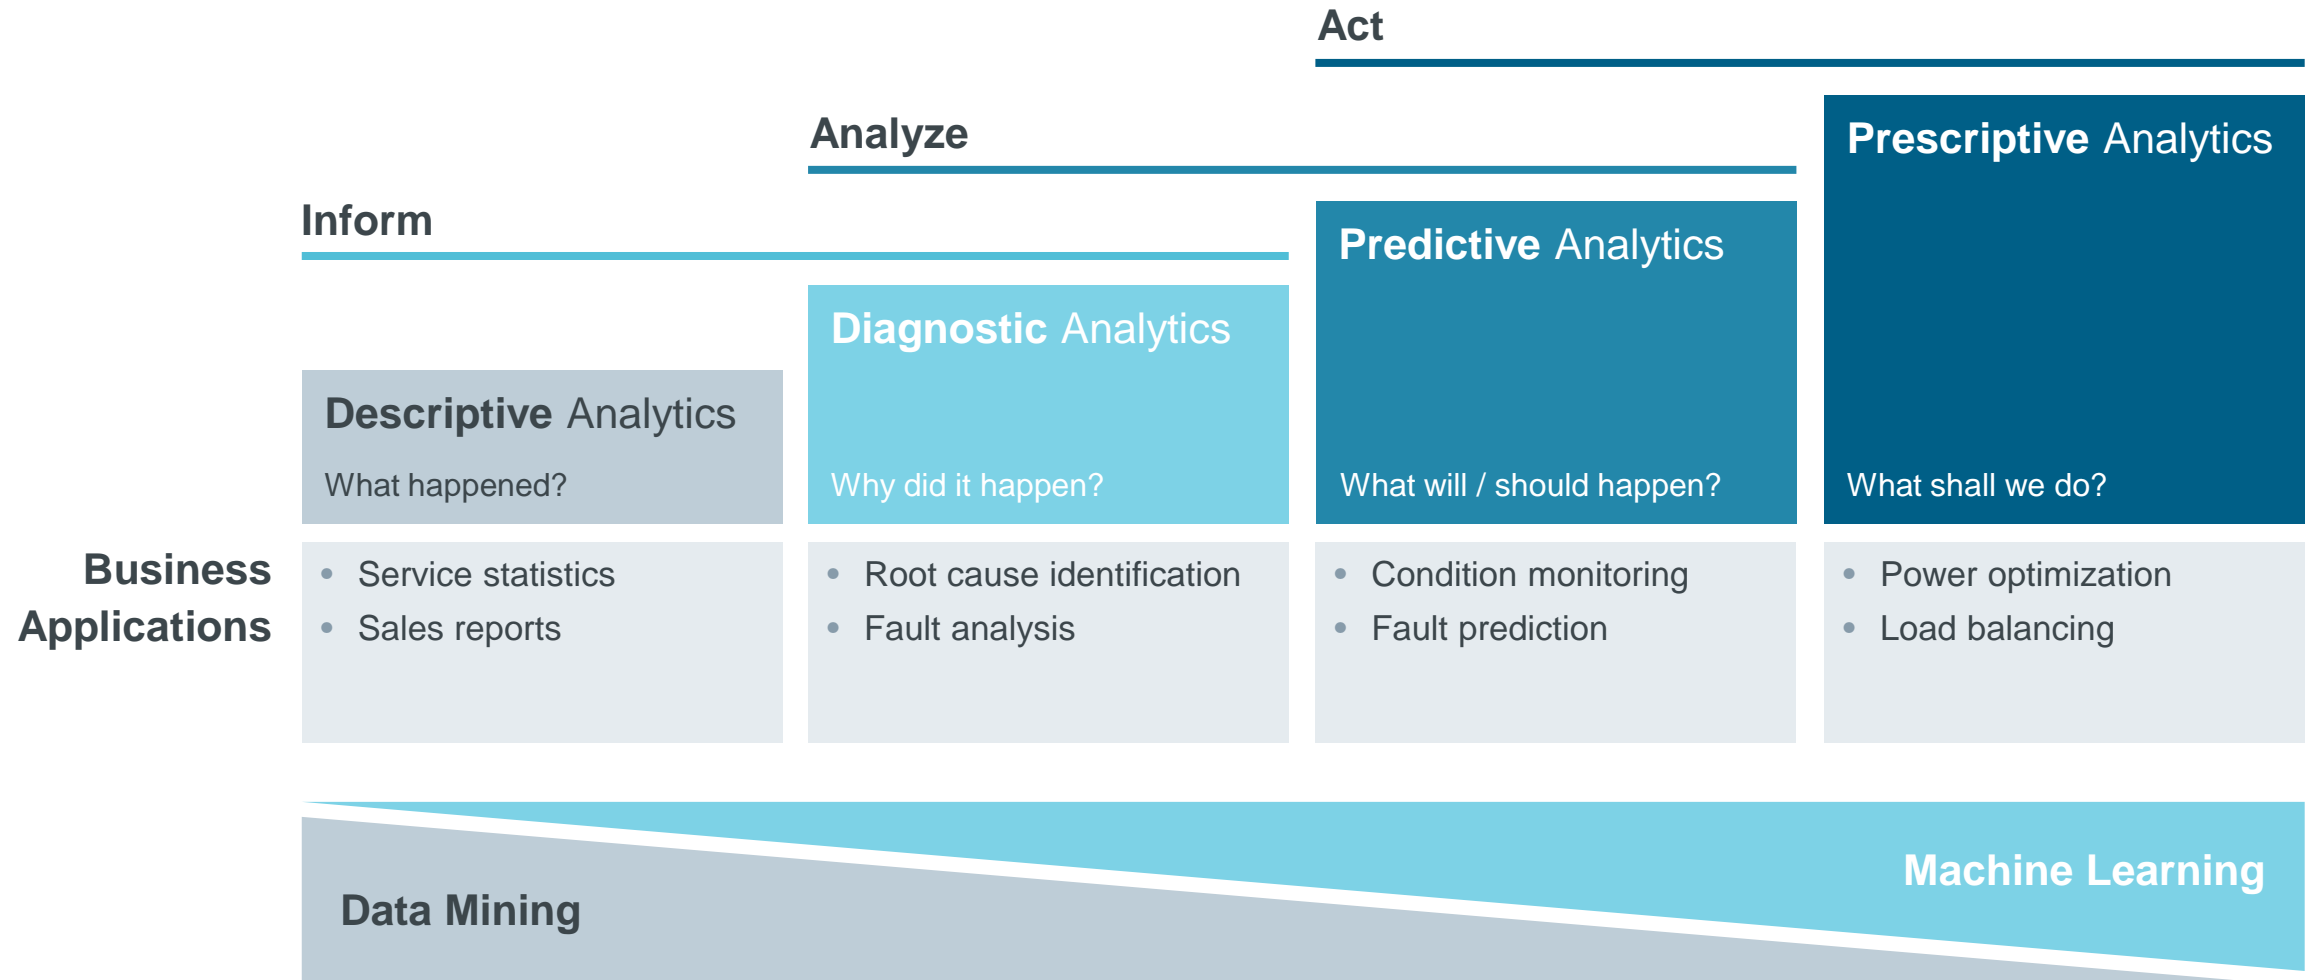 Act
Analyze
Prescriptive Analytics
Inform
Predictive Analytics
Diagnostic Analytics
Descriptive Analytics
What happened?
Why did it happen?
What will / should happen?
What shall we do?
Business
Applications
• Service statistics
• Sales reports
• Root cause identification
• Fault analysis
• Condition monitoring
• Fault prediction
• Power optimization
• Load balancing
Machine Learning
Data Mining